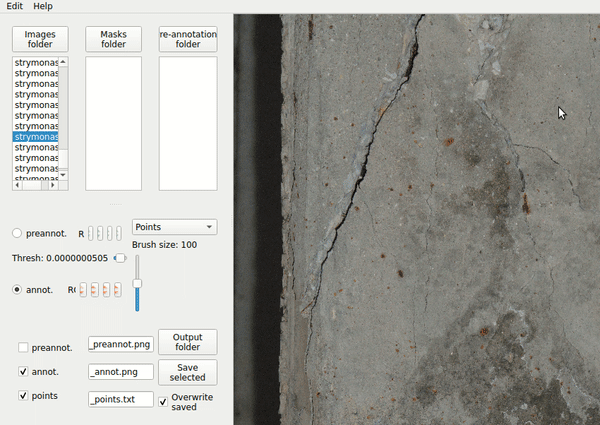 Edit Help
Images folder
Masks folder
re-annotation folder
strymonas
strymonas
strymonas
strymonas
strymonas
strymonas
strymonas
strymonas
strymonas
strymonas
strymonas
preannot. R
Points
Brush size: 100
Thresh: 0.0000000505
annot.
preannot.
_preannot.png
Output folder
annot.
_annot.png
Save selected
points
_points.txt
Overwrite saved